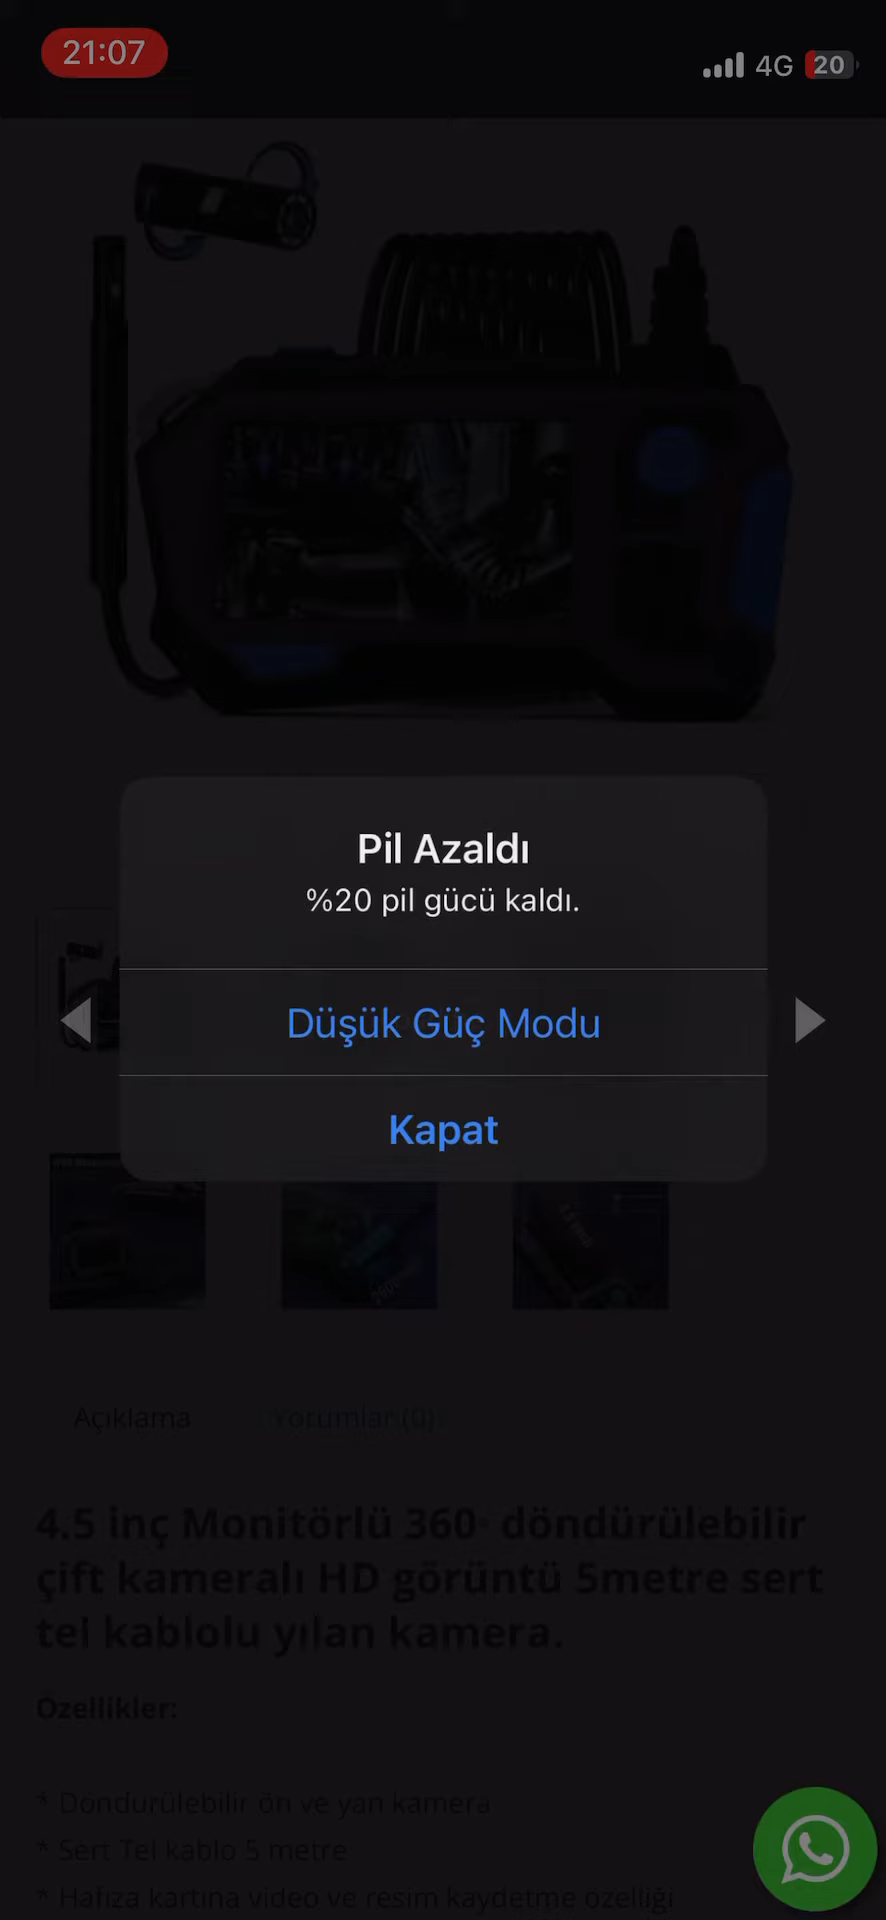 21:07
4G 20
Pil Azaldı
%20 pil gücü kaldı.
Düşük Güç Modu
Kapat
Açıklama Yorumlar (0)
4.5 inç Monitörlü 360◦ döndürülebilir
çift kameralı HD görüntü 5metre sert
tel kablolu yılan kamera.
Özellikler:
* Döndürülebilir ön ve yan kamera
* Sert Tel kablo 5 metre
* Hafıza kartına video ve resim kaydetme özelliği